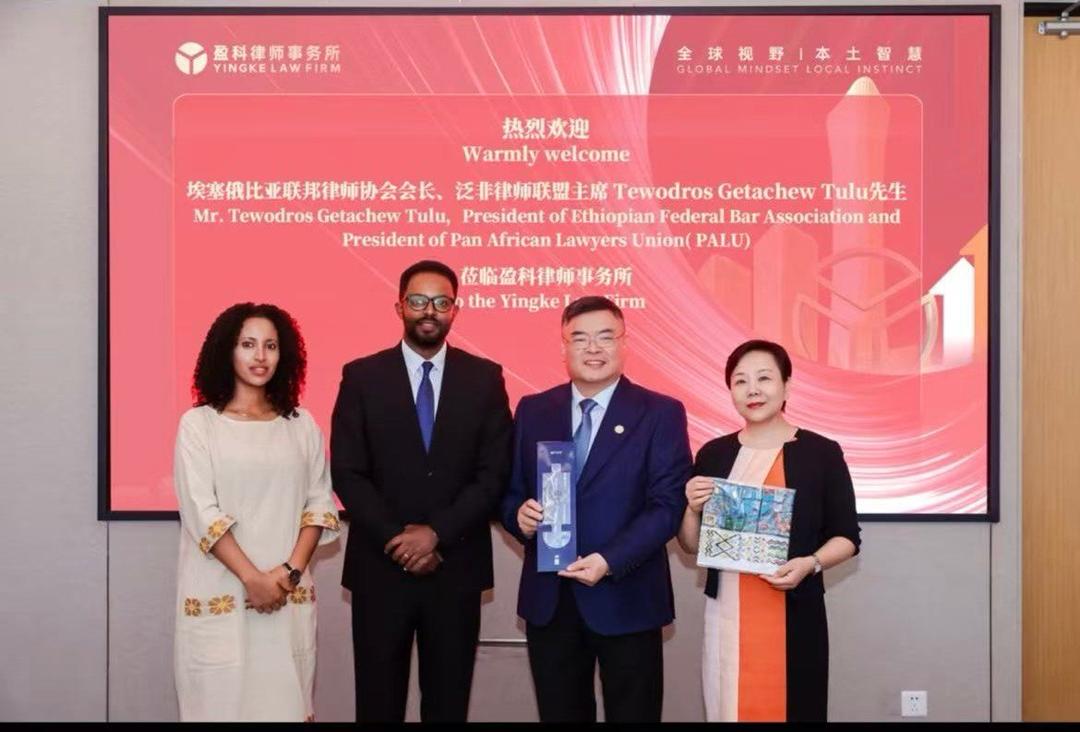 盈科律师事务所
YINGKE LAW FIRM
全球视野 | 本土智慧
GLOBAL MINDSET LOCAL INSTINCT
热烈欢迎
Warmly welcome
埃塞俄比亚联邦律师协会会长、泛非律师联盟主席 Tewodros Getachew Tulu先生
Mr. Tewodros Getachew Tulu, President of Ethiopian Federal Bar Association and
President of Pan African Lawyers Union( PALU)
莅临盈科律师事务所
o the Yingke Law Firm